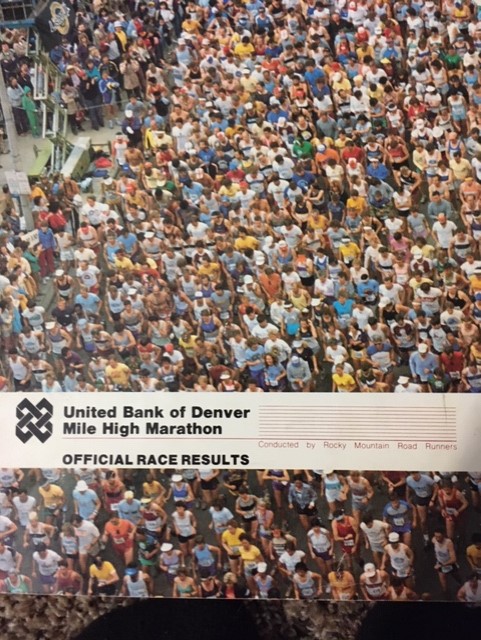 United Bank of Denver
Mile High Marathon
Conducted by Rocky Mountain Road Runners
OFFICIAL RACE RESULTS